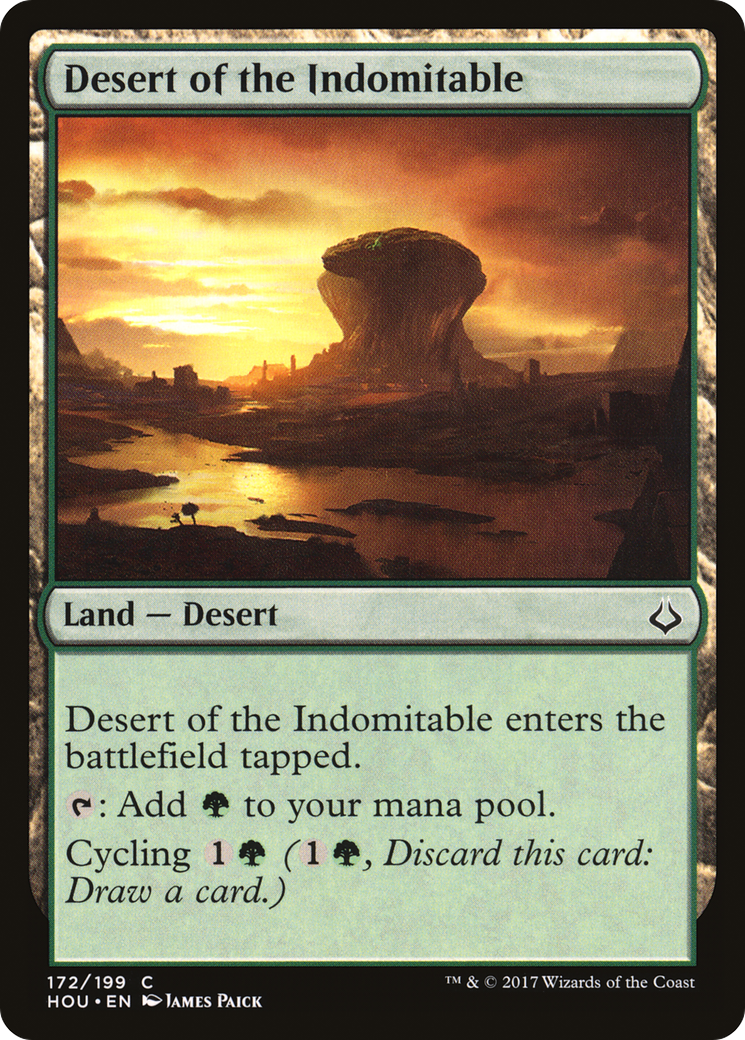 Desert of the Indomitable
Land — Desert
Desert of the Indomitable enters the
battlefield tapped.
: Add to your mana pool.
Cycling 1 (1, Discard this card:
Draw a card.)
172/199 C
™ & © 2017 Wizards of the Coast
HOU • EN James Paick